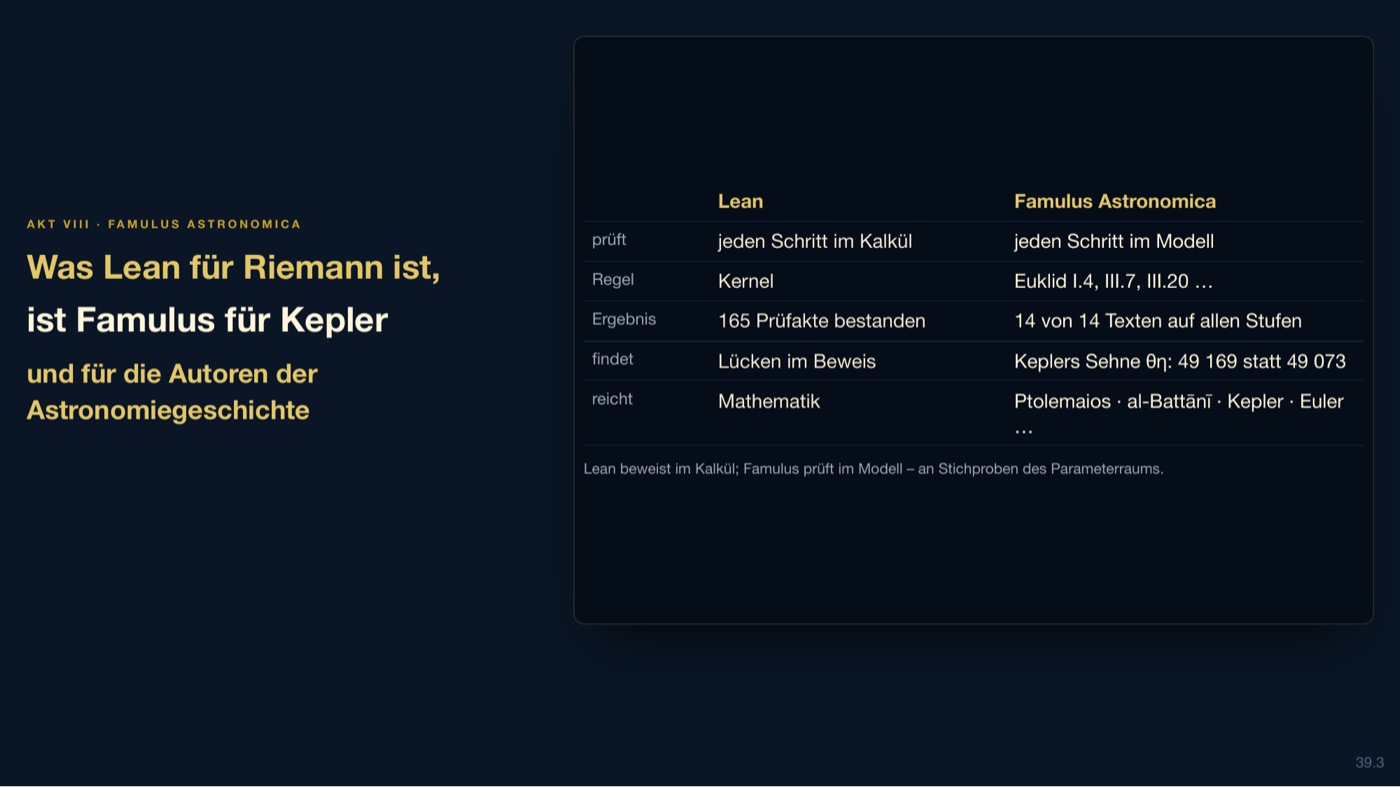 AKT VIII · FAMULUS ASTRONOMICA
Was Lean für Riemann ist,
ist Famulus für Kepler
und für die Autoren der
Astronomiegeschichte
Lean Famulus Astronomica
prüft jeden Schritt im Kalkül jeden Schritt im Modell
Regel Kernel Euklid I.4, III.7, III.20 …
Ergebnis 165 Prüfakte bestanden 14 von 14 Texten auf allen Stufen
findet Lücken im Beweis Keplers Sehne θη: 49 169 statt 49 073
reicht Mathematik Ptolemaios · al-Battānī · Kepler · Euler
…
Lean beweist im Kalkül; Famulus prüft im Modell – an Stichproben des Parameterraums.
39.3